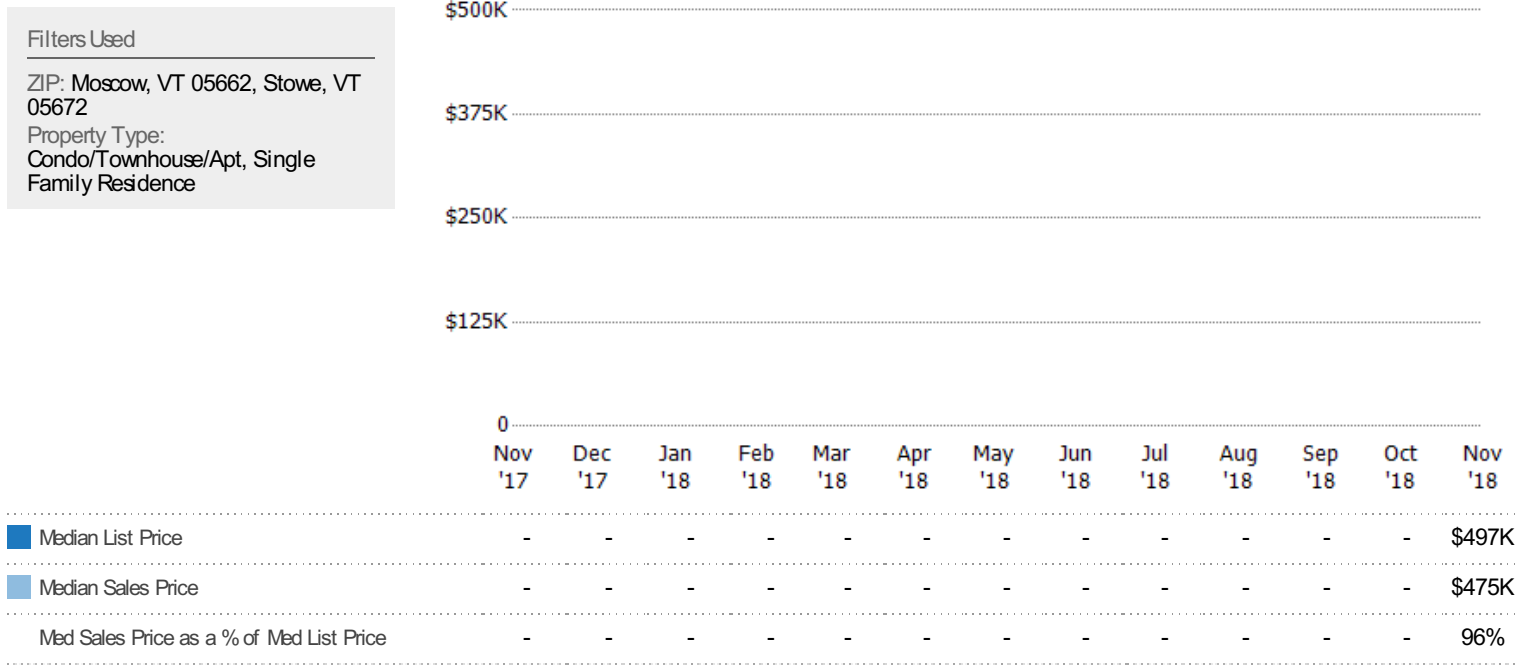 Filters Used
ZIP: Moscow, VT 05662, Stowe, VT
05672
Property Type:
Condo/Townhouse/Apt, Single
Family Residence
$500K
$375K
$250K
$125K
0
Nov Dec Jan Feb Mar Apr May Jun Jul Aug Sep Oct Nov
'17 '17 '18 '18 '18 '18 '18 '18 '18 '18 '18 '18 '18
Median List Price - - - - - - - - - - - - $497K
Median Sales Price - - - - - - - - - - - - $475K
Med Sales Price as a % of Med List Price - - - - - - - - - - - - 96%